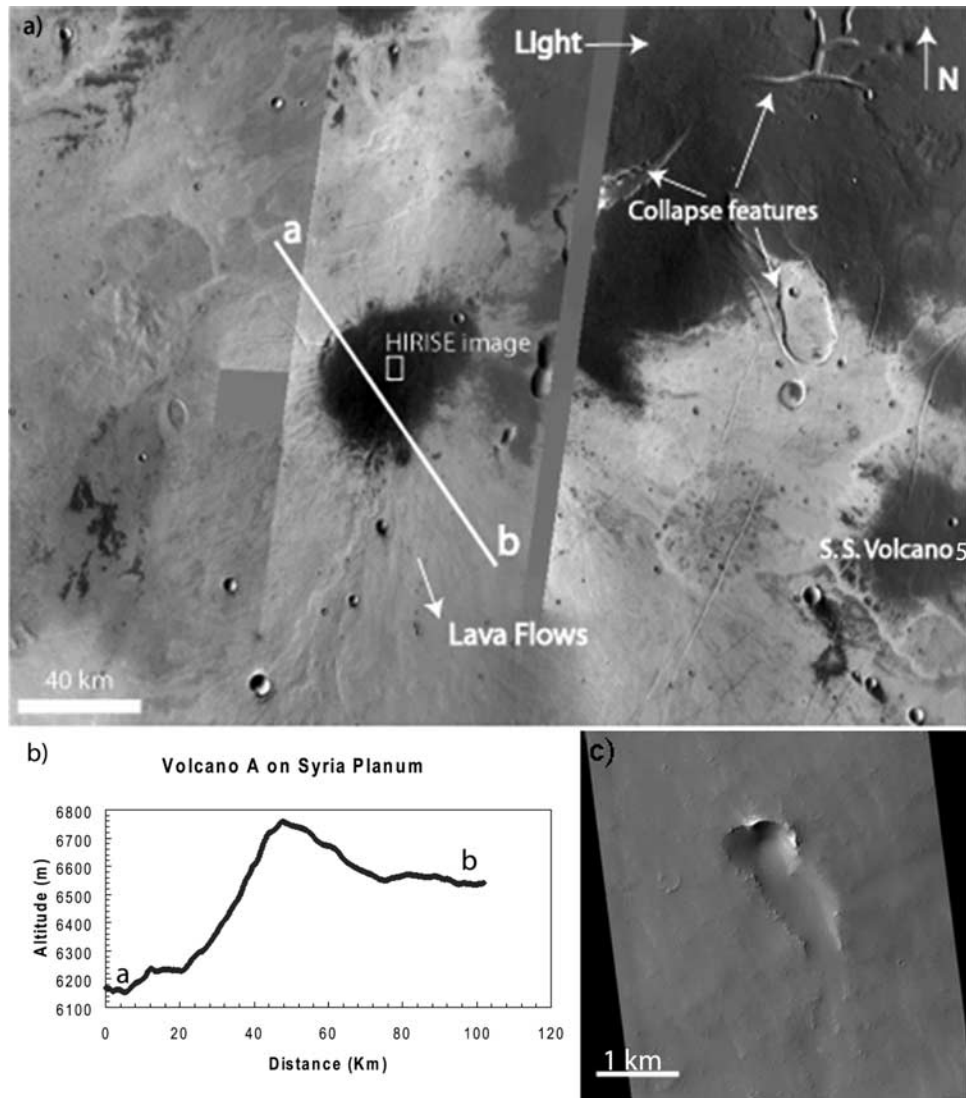 a)
LIght
N
Collapse features
a
HIRISE image
b
S. S. Volcano 5
Lava Flows
40 km
b)
Volcano A on Syria Planum
6800
6700
6600
6500
6400
6300
6200
6100
Altitude (m)
a
b
0 20 40 60 80 100 120
Distance (Km)
c)
1 km